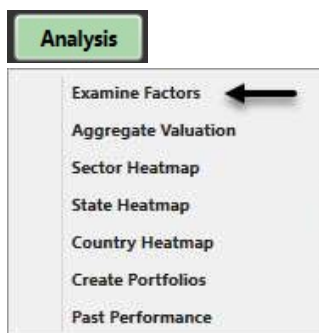 Analysis
Examine Factors
Aggregate Valuation
Sector Heatmap
State Heatmap
Country Heatmap
Create Portfolios
Past Performance